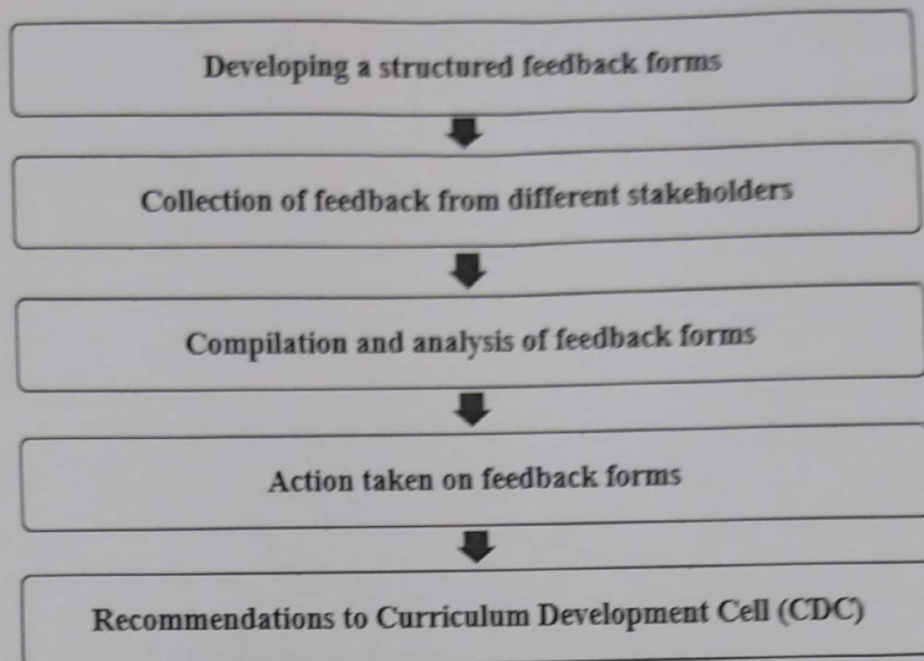 Developing a structured feedback forms
Collection of feedback from different stakeholders
Compilation and analysis of feedback forms
Action taken on feedback forms
Recommendations to Curriculum Development Cell (CDC)